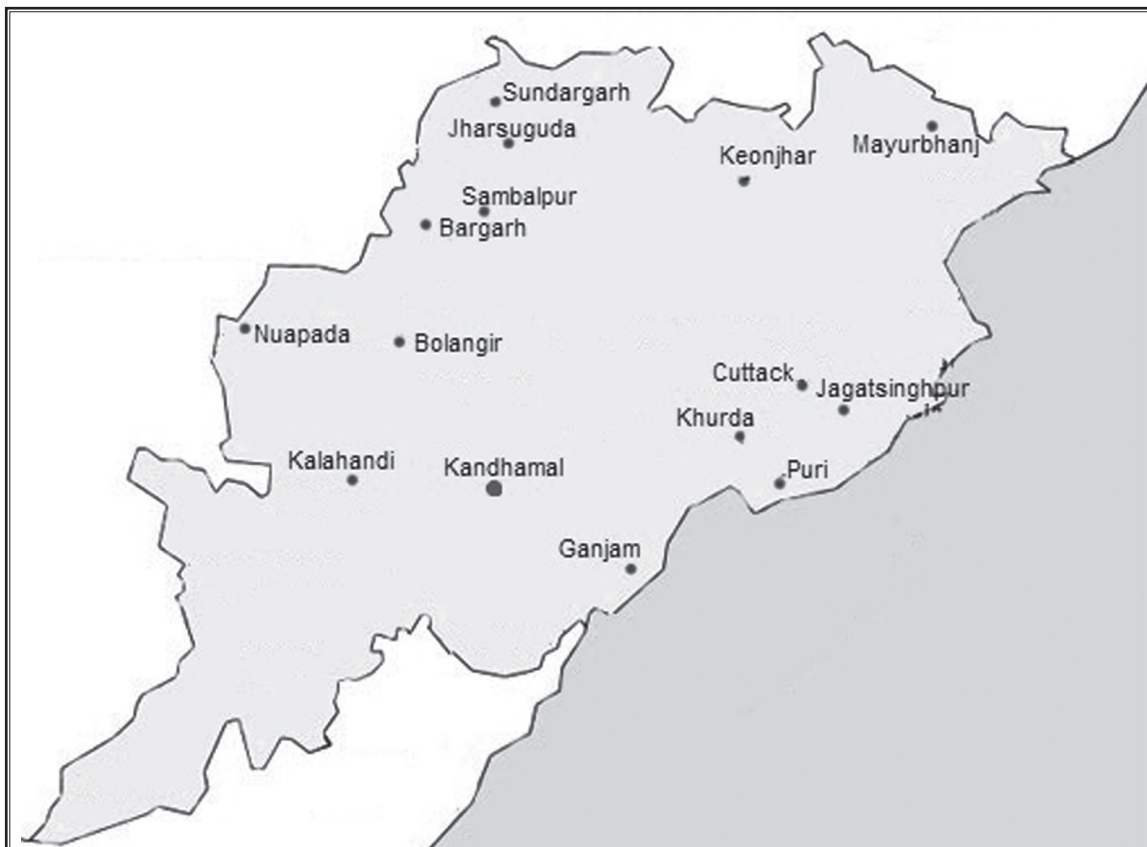 Sundargarh
Jharsuguda
Mayurbhanj
Keonjhar
Sambalpur
Bargarh
Nuapada
Bolangir
Cuttack
Jagatsinghpur
Khurda
Kalahandi
Kandhamal
Puri
Ganjam